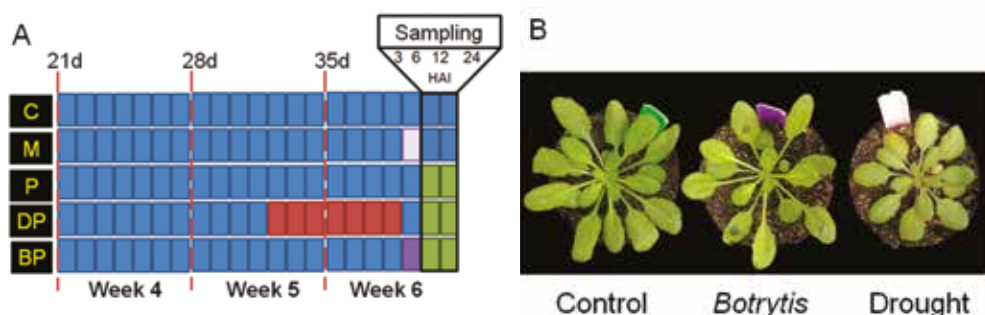 A
Sampling
3 6 12 24
HAI
21d 28d 35d
C
M
P
DP
BP
Week 4 Week 5 Week 6
B
Control Botrytis Drought